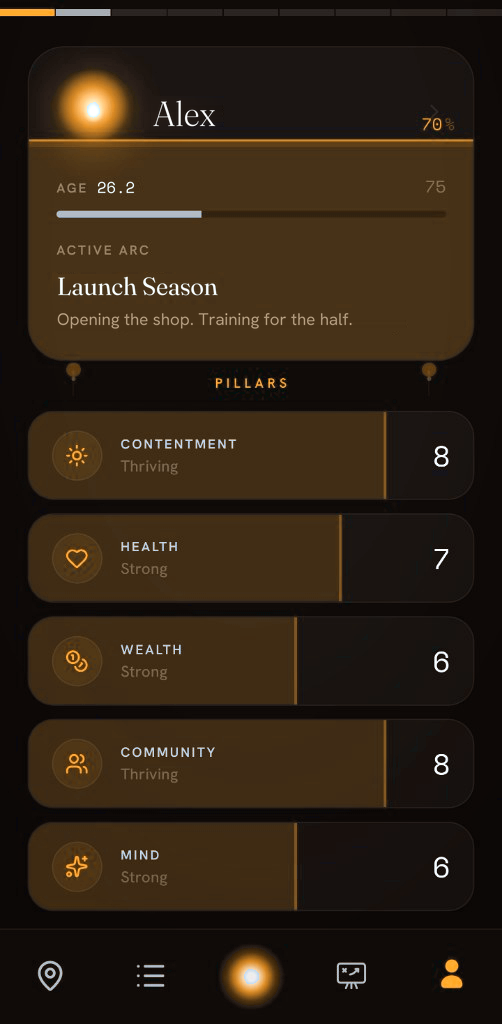 Alex
70%
AGE 26.2
75
ACTIVE ARC
Launch Season
Opening the shop. Training for the half.
PILLARS
CONTENTMENT
Thriving
8
HEALTH
Strong
7
WEALTH
Strong
6
COMMUNITY
Thriving
8
MIND
Strong
6